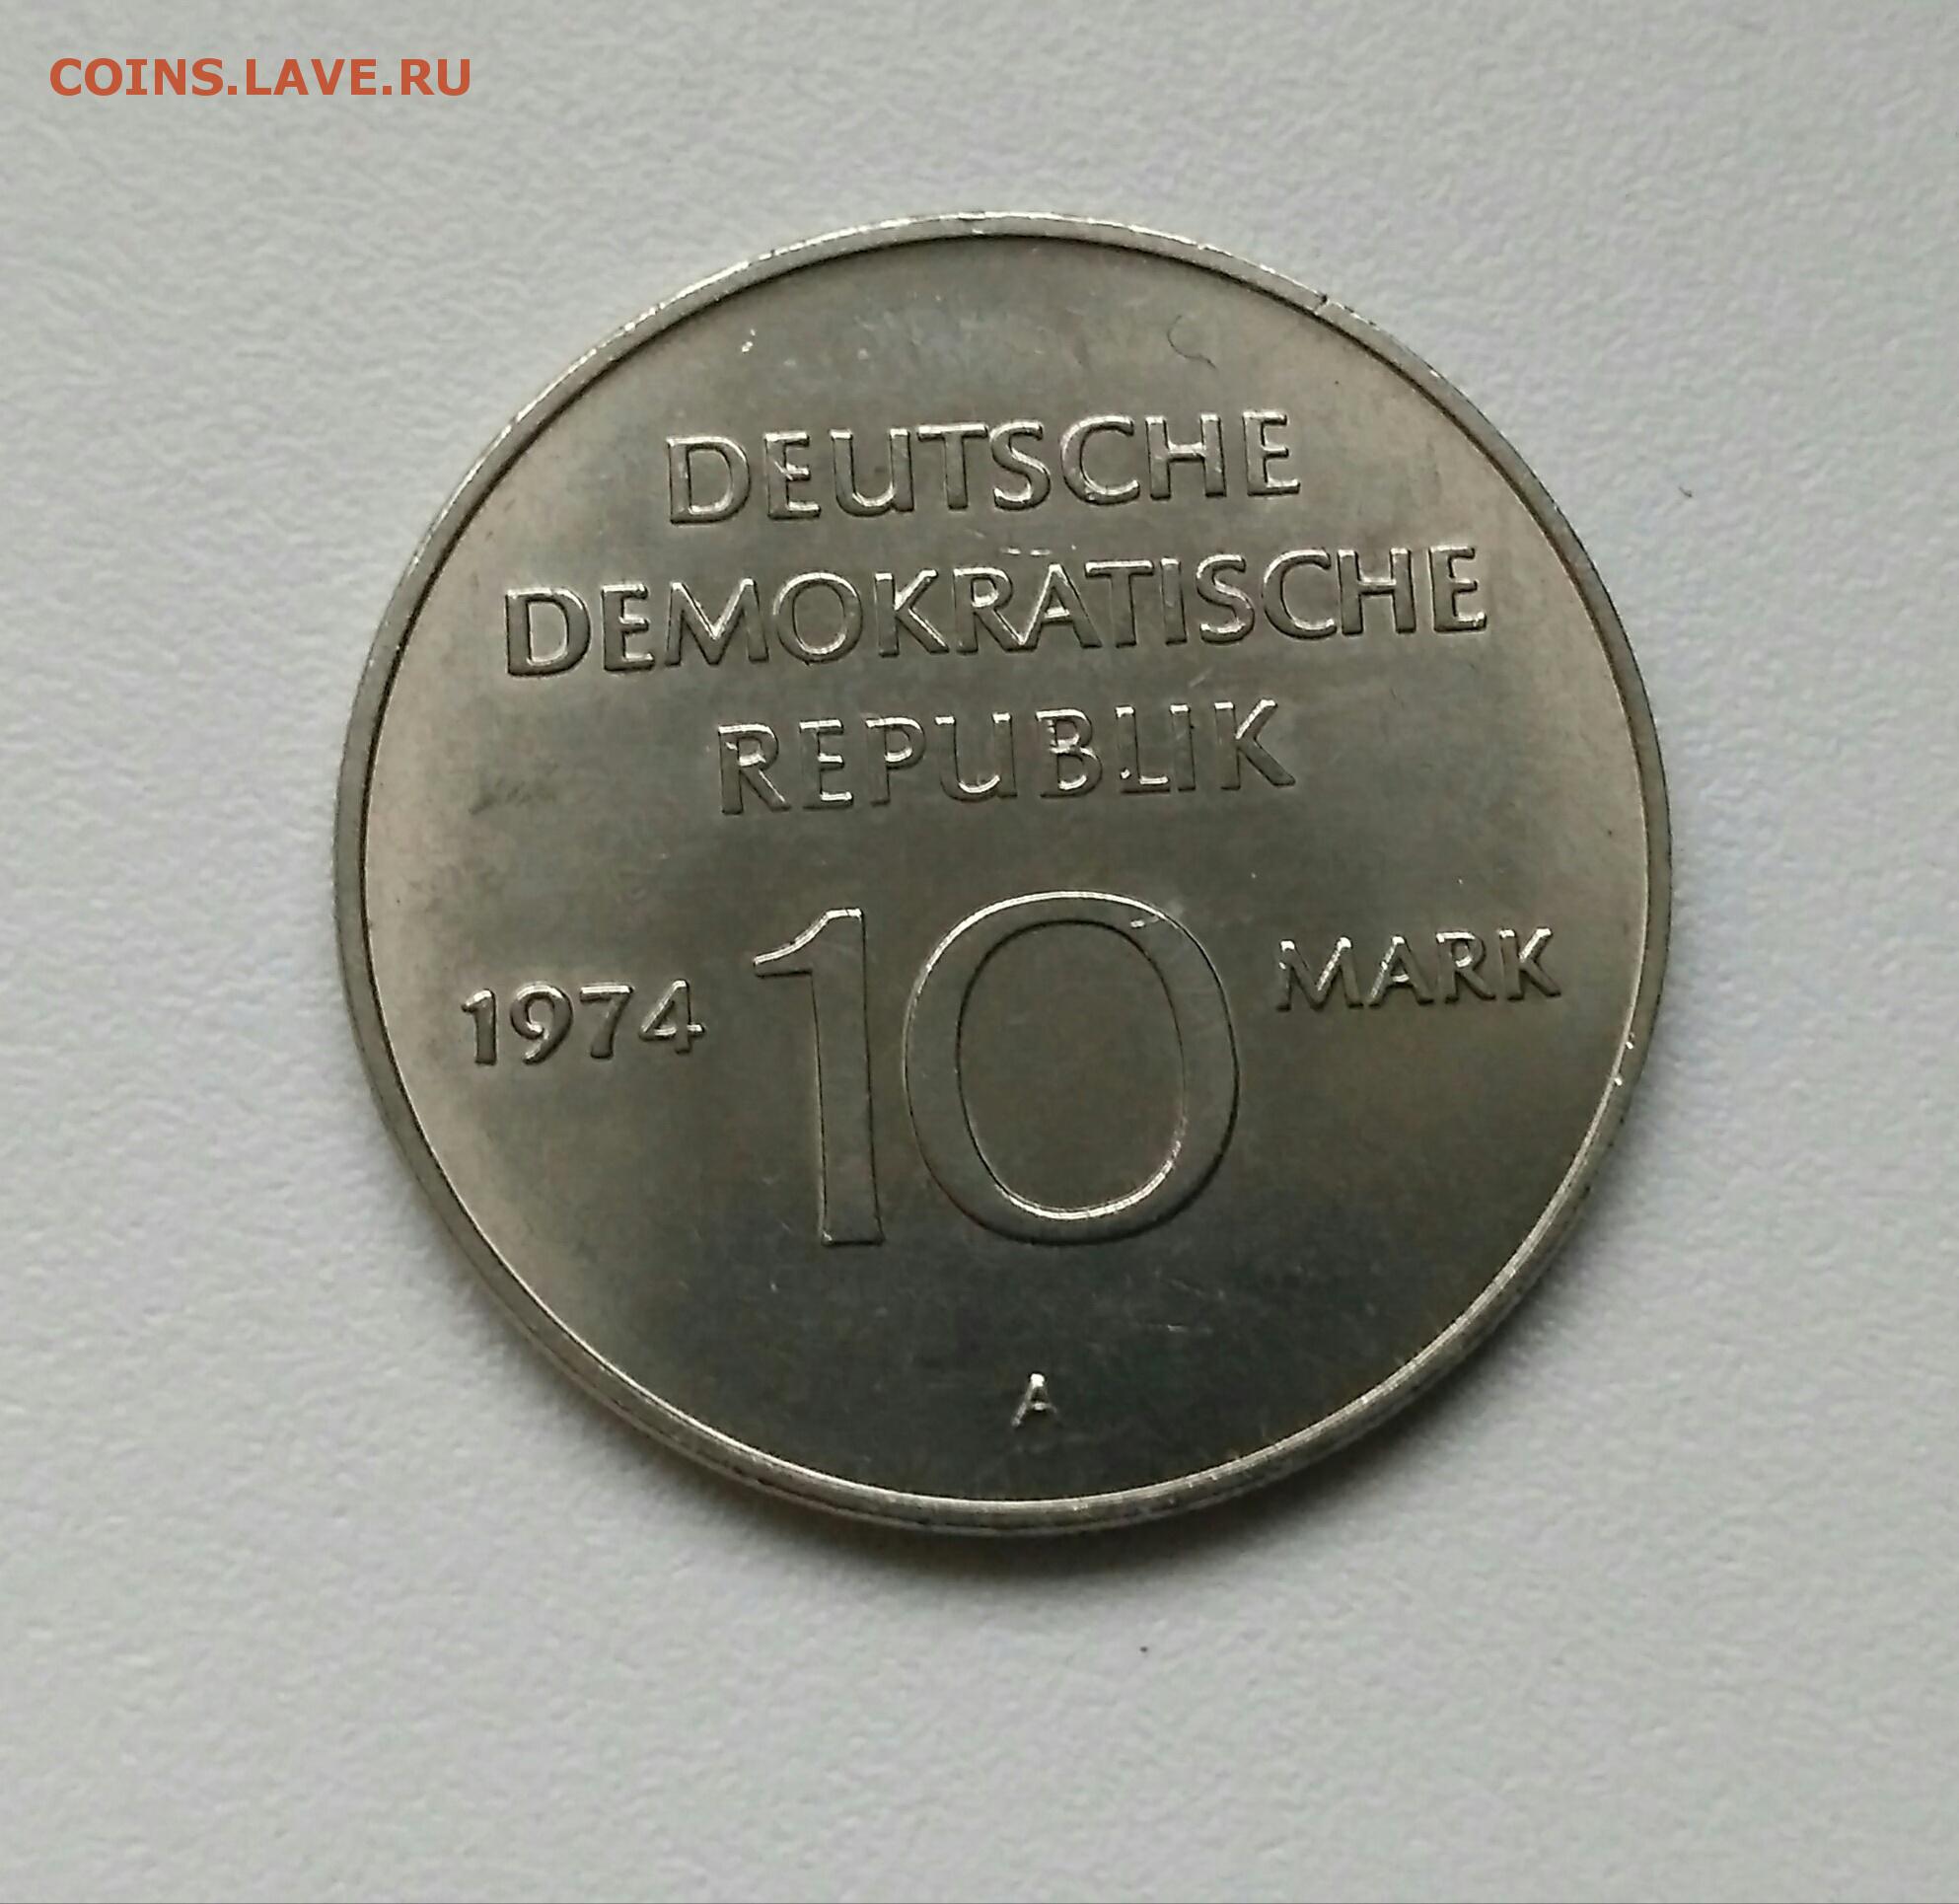 COINS.LAVE.RU
DEUTSCHE
DEMOKRATISCHE
REPUBLIK
1974 10 MARK
A